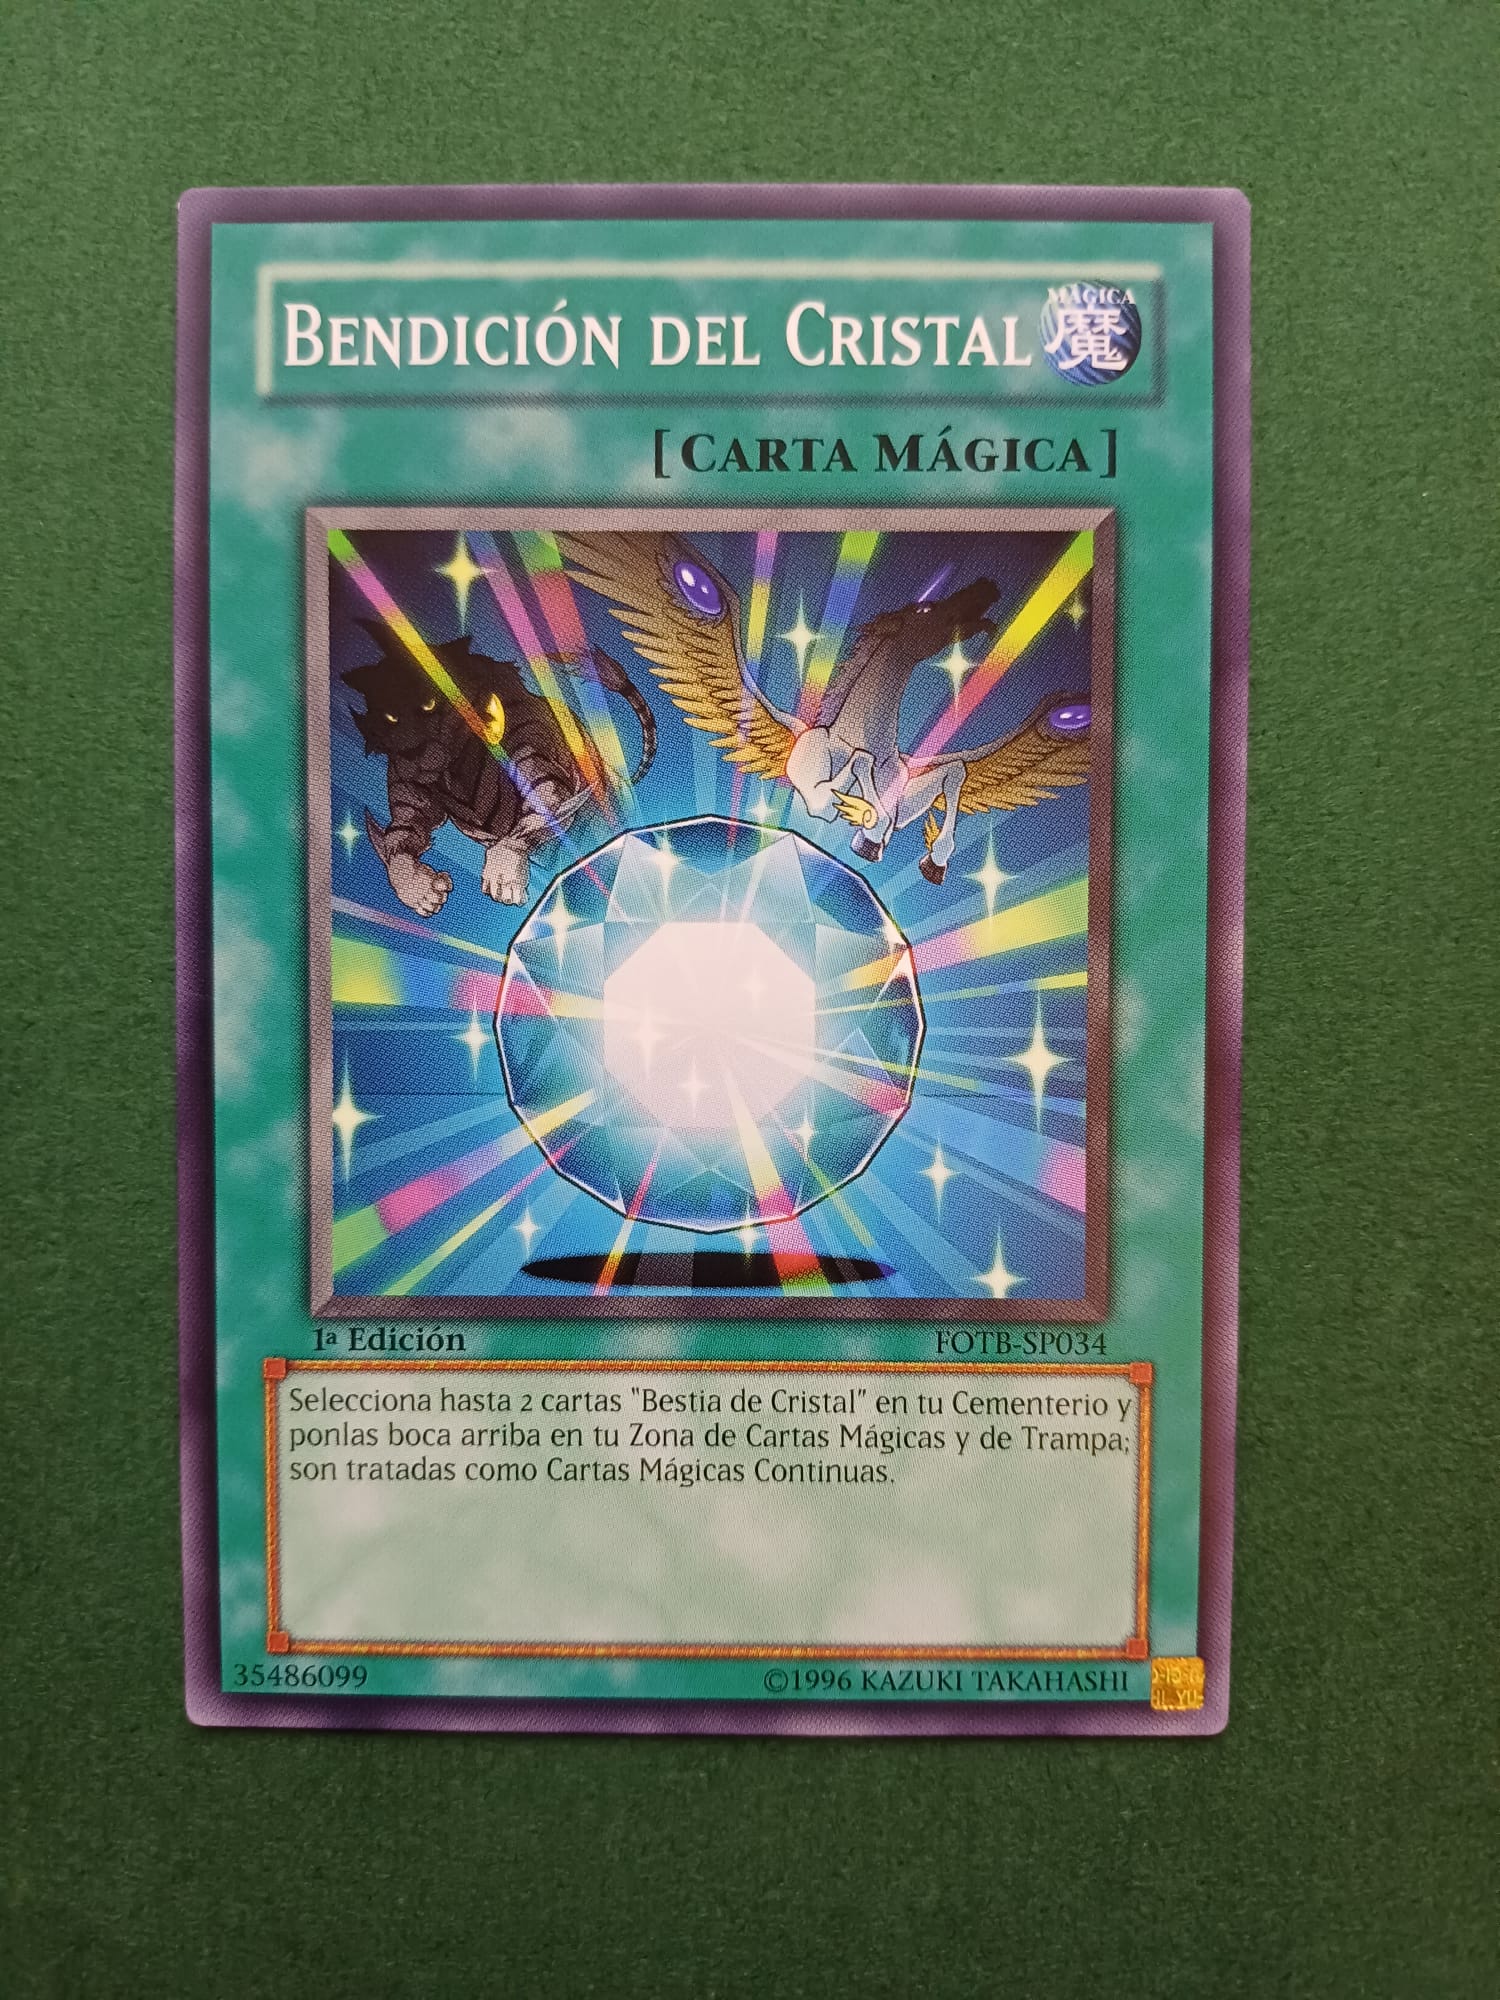 BENDICIÓN DEL CRISTAL
MÁGICA
魔
[CARTA MÁGICA]
1ª Edición
FOTB-SP034
Selecciona hasta 2 cartas "Bestia de Cristal" en tu Cementerio y
ponlas boca arriba en tu Zona de Cartas Mágicas y de Trampa;
son tratadas como Cartas Mágicas Continuas.
35486099
©1996 KAZUKI TAKAHASHI